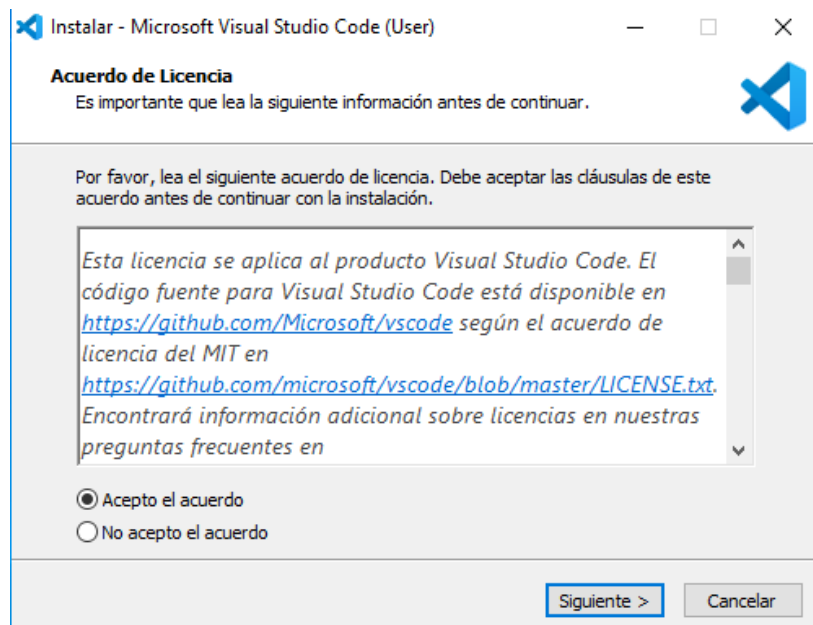 Instalar - Microsoft Visual Studio Code (User)
Acuerdo de Licencia
Es importante que lea la siguiente información antes de continuar.
Por favor, lea el siguiente acuerdo de licencia. Debe aceptar las cláusulas de este
acuerdo antes de continuar con la instalación.
Esta licencia se aplica al producto Visual Studio Code. El
código fuente para Visual Studio Code está disponible en
https://github.com/Microsoft/vscode según el acuerdo de
licencia del MIT en
https://github.com/microsoft/vscode/blob/master/LICENSE.txt.
Encontrará información adicional sobre licencias en nuestras
preguntas frecuentes en
Acepto el acuerdo
No acepto el acuerdo
Siguiente > Cancelar